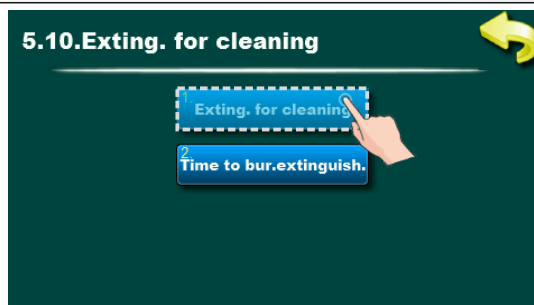 5.10.Exting. for cleaning
1.
Exting. for cleaning
2.
Time to bur.extinguish.